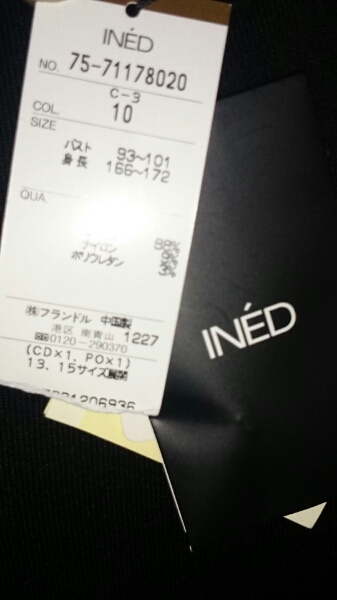 INÉD
NO. 75-71178020
C-3
COL. 10
SIZE
バスト 93~101
身長 166~172
QUA.
88%
ナイロン 9%
ポリウレタン 3%
㈱フランドル 中国製
港区 南青山 1227
0120-290370
(CD×1, PO×1)
13. 15サイズ展開
INÉD